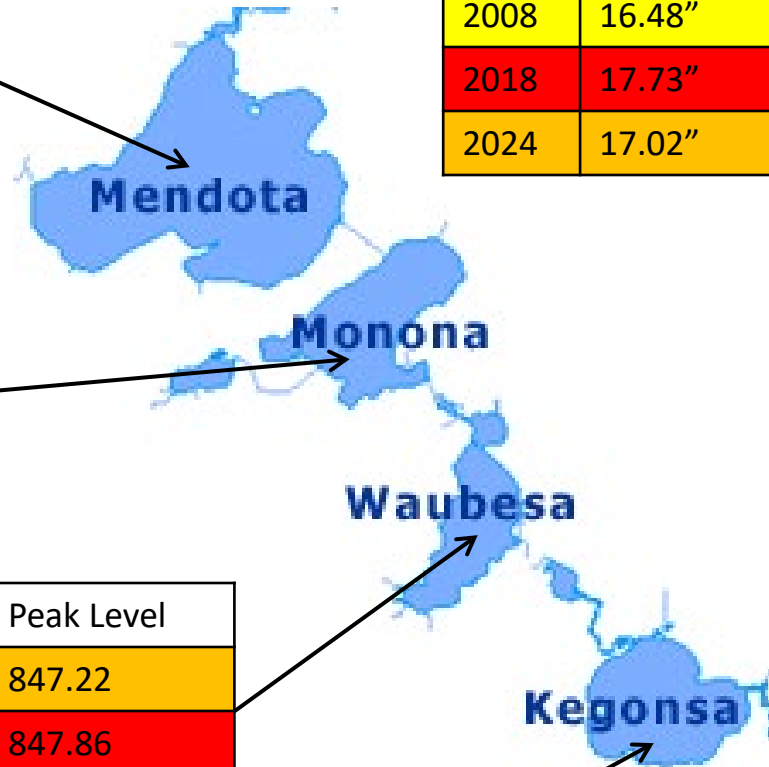 2008 16.48”
2018 17.73”
2024 17.02”
Mendota
Monona
Waubesa
Peak Level
847.22
847.86
Kegonsa